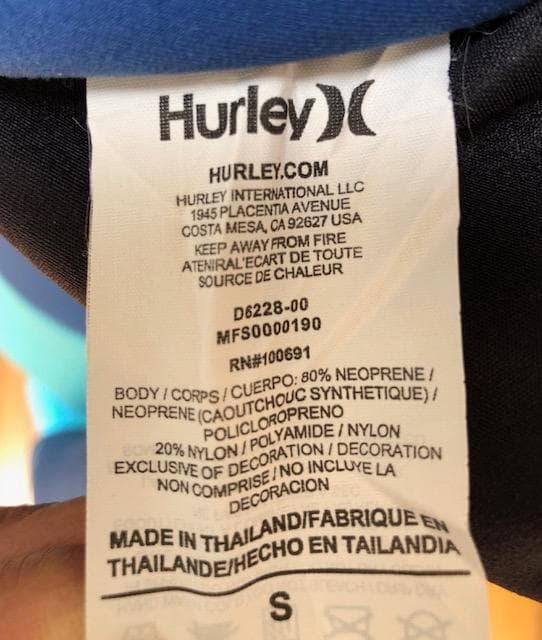 Hurley
HURLEY.COM
HURLEY INTERNATIONAL LLC
1945 PLACENTIA AVENUE
COSTA MESA, CA 92627 USA
KEEP AWAY FROM FIRE
ATENIRAL'ECART DE TOUTE
SOURCE DE CHALEUR
D6228-00
MFS0000190
RN#100691
BODY / CORPS / CUERPO: 80% NEOPRENE /
NEOPRENE (CAOUTCHOUC SYNTHETIQUE) /
POLICLOROPRENO
20% NYLON / POLYAMIDE / NYLON
EXCLUSIVE OF DECORATION / DECORATION
NON COMPRISE / NO INCLUYE LA
DECORACION
MADE IN THAILAND/FABRIQUE EN
THAILANDE/HECHO EN TAILANDIA
S